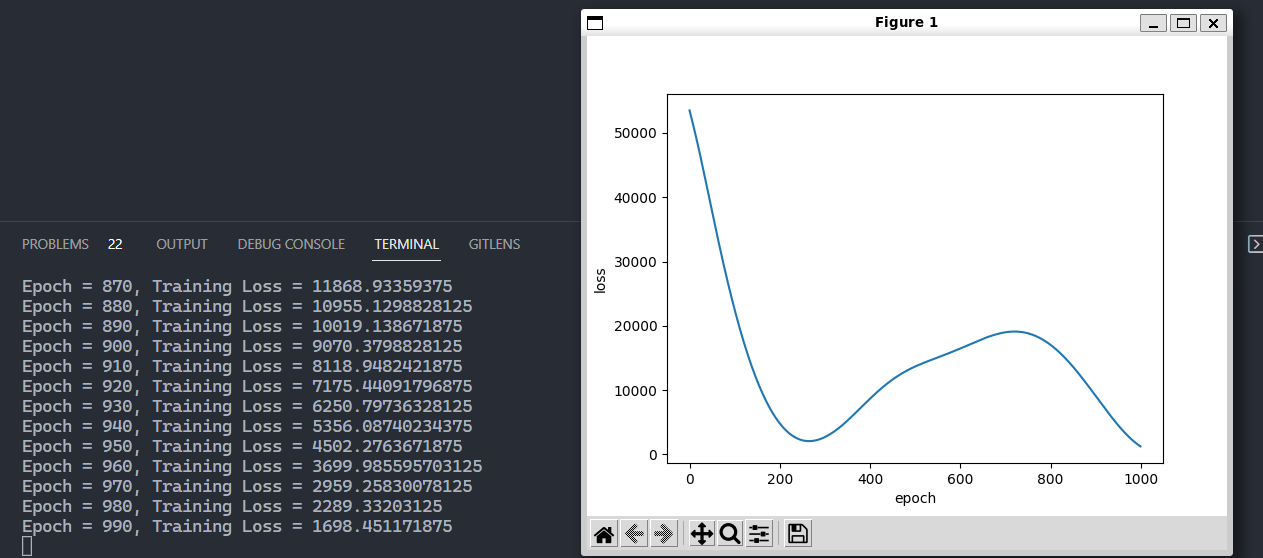 PROBLEMS 22 OUTPUT DEBUG CONSOLE TERMINAL GITLENS
Epoch = 870, Training Loss = 11868.93359375
Epoch = 880, Training Loss = 10955.1298828125
Epoch = 890, Training Loss = 10019.138671875
Epoch = 900, Training Loss = 9070.3798828125
Epoch = 910, Training Loss = 8118.9482421875
Epoch = 920, Training Loss = 7175.44091796875
Epoch = 930, Training Loss = 6250.79736328125
Epoch = 940, Training Loss = 5356.08740234375
Epoch = 950, Training Loss = 4502.2763671875
Epoch = 960, Training Loss = 3699.985595703125
Epoch = 970, Training Loss = 2959.25830078125
Epoch = 980, Training Loss = 2289.33203125
Epoch = 990, Training Loss = 1698.451171875
Figure 1
50000
40000
30000
20000
10000
0
loss
0 200 400 600 800 1000
epoch